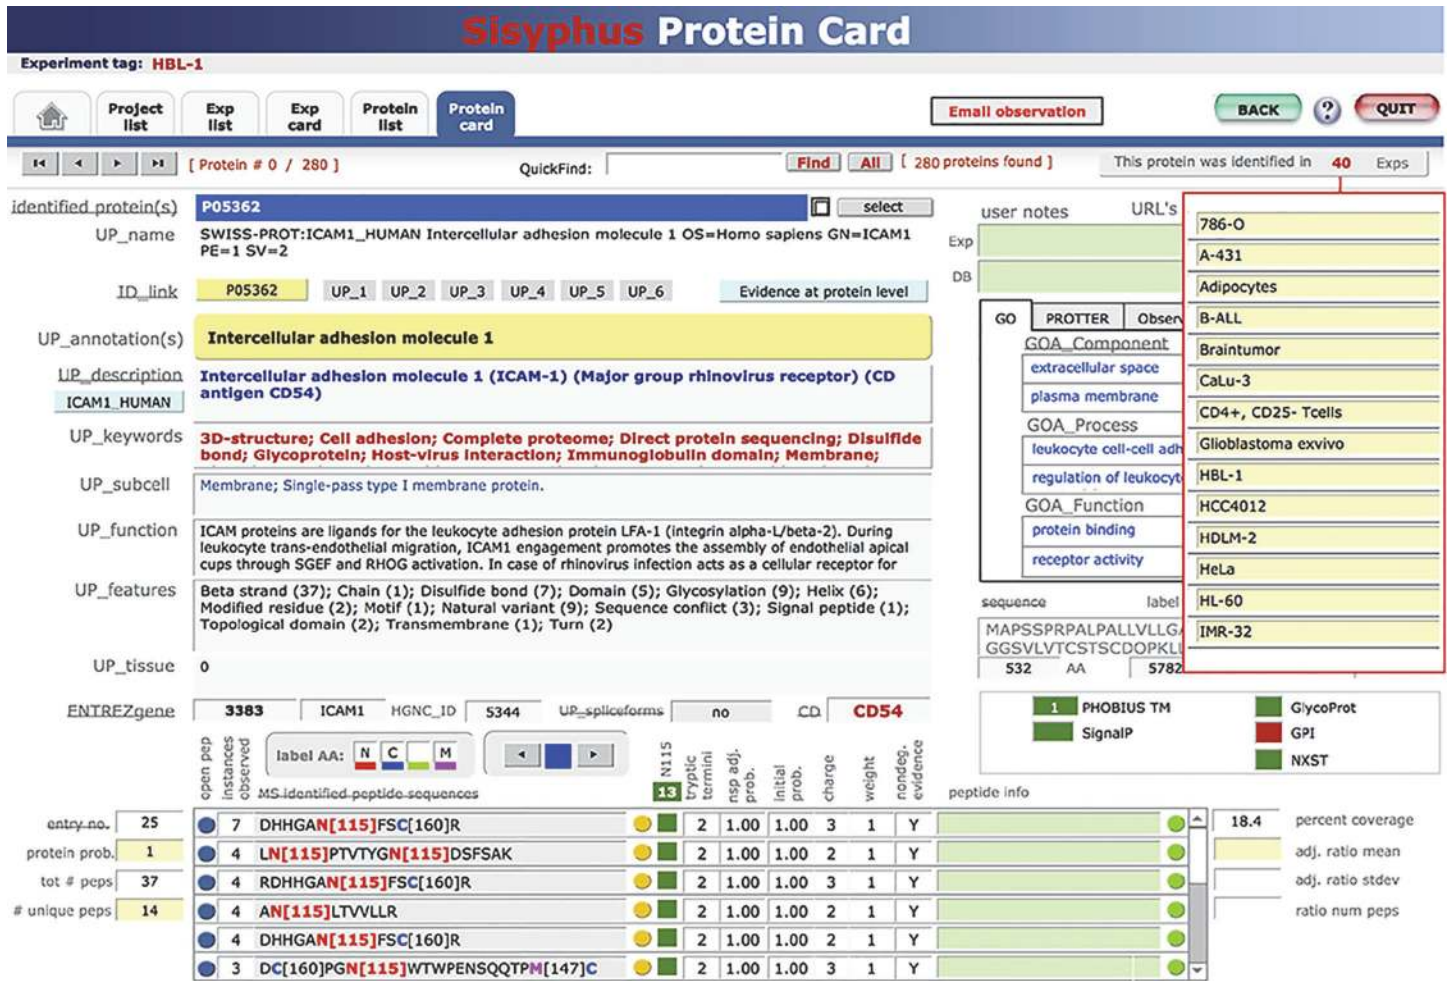 Sisyphus Protein Card
Experiment tag: HBL-1
Project list
Exp list
Exp card
Protein list
Protein card
Email observation
BACK
?
QUIT
[ Protein # 0 / 280 ]
QuickFind:
Find
All
[ 280 proteins found ]
This protein was identified in 40 Exps
identified protein(s)
P05362
select
UP_name
SWISS-PROT:ICAM1_HUMAN Intercellular adhesion molecule 1 OS=Homo sapiens GN=ICAM1
PE=1 SV=2
ID_link
P05362
UP_1
UP_2
UP_3
UP_4
UP_5
UP_6
Evidence at protein level
UP_annotation(s)
Intercellular adhesion molecule 1
UP_description
ICAM1_HUMAN
Intercellular adhesion molecule 1 (ICAM-1) (Major group rhinovirus receptor) (CD
antigen CD54)
UP_keywords
3D-structure; Cell adhesion; Complete proteome; Direct protein sequencing; Disulfide
bond; Glycoprotein; Host-virus interaction; Immunoglobulin domain; Membrane;
UP_subcell
Membrane; Single-pass type I membrane protein.
UP_function
ICAM proteins are ligands for the leukocyte adhesion protein LFA-1 (integrin alpha-L/beta-2). During
leukocyte trans-endothelial migration, ICAM1 engagement promotes the assembly of endothelial apical
cups through SGEF and RHOG activation. In case of rhinovirus infection acts as a cellular receptor for
UP_features
Beta strand (37); Chain (1); Disulfide bond (7); Domain (5); Glycosylation (9); Helix (6);
Modified residue (2); Motif (1); Natural variant (9); Sequence conflict (3); Signal peptide (1);
Topological domain (2); Transmembrane (1); Turn (2)
UP_tissue
0
ENTREZgene
3383
ICAM1
HGNC_ID
5344
UP_spliceforms
no
CD
CD54
user notes
URL's
Exp
DB
GO
PROTTER
Obser
GOA_Component
extracellular space
plasma membrane
GOA_Process
leukocyte cell-cell adh
regulation of leukocyt
GOA_Function
protein binding
receptor activity
sequence
label
MAPSSPRPALPALLVLLGA
GGSVLVTCSTSCDQPKLL
532
AA
5782
786-O
A-431
Adipocytes
B-ALL
Braintumor
CaLu-3
CD4+, CD25- Tcells
Glioblastoma exvivo
HBL-1
HCC4012
HDLM-2
HeLa
HL-60
IMR-32
1 PHOBIUS TM
SignalP
GlycoProt
GPI
NXST
open pep
instances observed
label AA: N C M
MS identified peptide sequences
N115
13
tryptic termini
nsp adj. prob.
initial prob.
charge
weight
nondeg. evidence
peptide info
entry no. 25
protein prob. 1
tot # peps 37
# unique peps 14
7 DHHGAN[115]FSC[160]R 2 1.00 1.00 3 1 Y
4 LN[115]PTVTYGN[115]DSFSAK 2 1.00 1.00 2 1 Y
4 RDHHGAN[115]FSC[160]R 2 1.00 1.00 3 1 Y
4 AN[115]LTVVLLR 2 1.00 1.00 2 1 Y
4 DHHGAN[115]FSC[160]R 2 1.00 1.00 2 1 Y
3 DC[160]PGN[115]WTWPENSQQTPM[147]C 2 1.00 1.00 3 1 Y
18.4 percent coverage
adj. ratio mean
adj. ratio stdev
ratio num peps